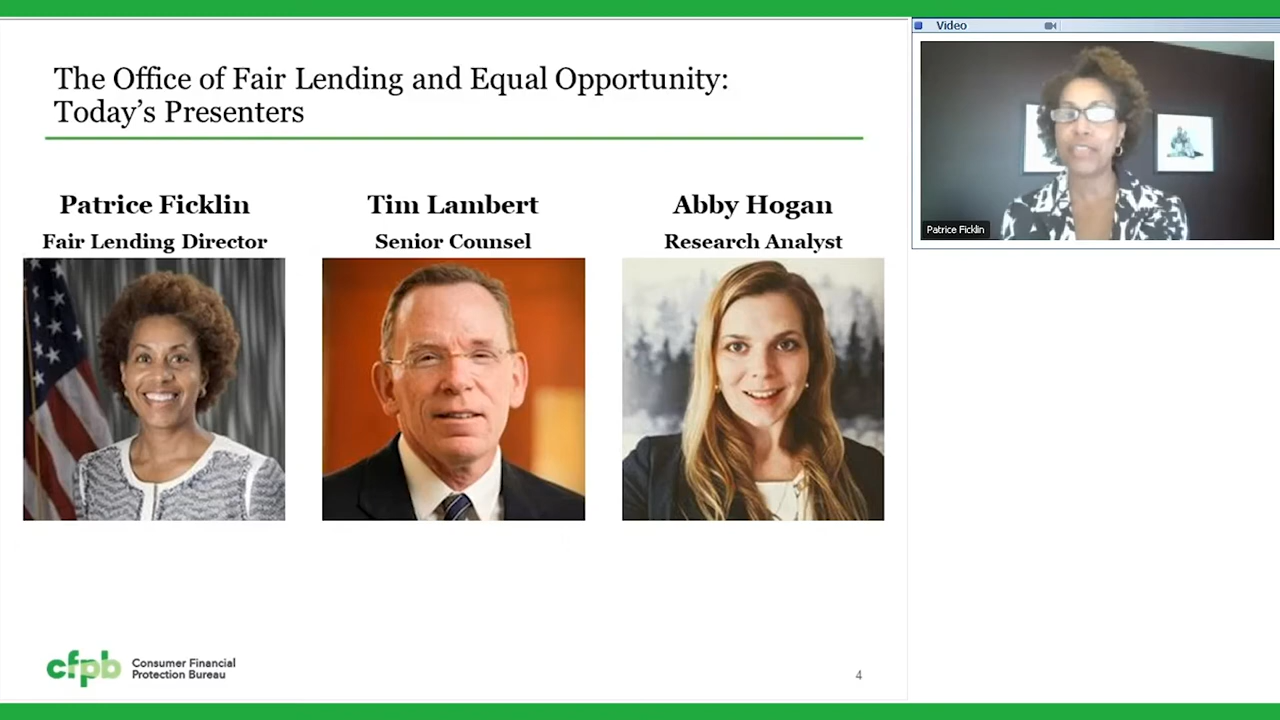 The Office of Fair Lending and Equal Opportunity:
Today's Presenters
Patrice Ficklin
Fair Lending Director
Tim Lambert
Senior Counsel
Abby Hogan
Research Analyst
cfpb
Consumer Financial
Protection Bureau
4
Video
Patrice Ficklin